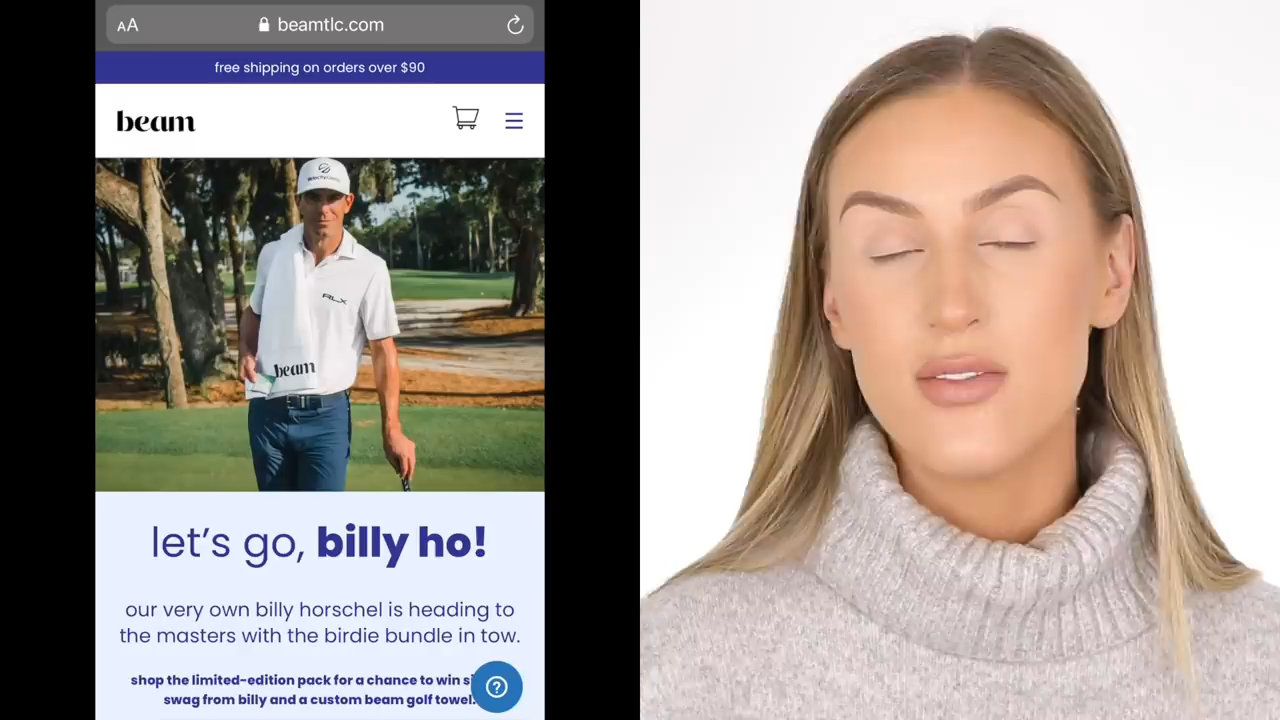 AA
beamtlc.com
free shipping on orders over $90
beam
RLX
beam
let's go, billy ho!
our very own billy horschel is heading to
the masters with the birdie bundle in tow.
shop the limited-edition pack for a chance to win
swag from billy and a custom beam golf towel.
?